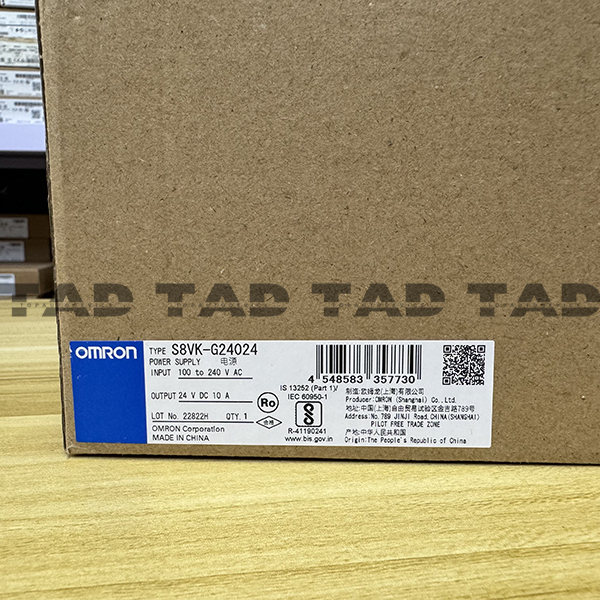 TAD TAD TAD TAD
OMRON
TYPE S8VK-G24024
POWER SUPPLY 电源
INPUT 100 to 240 V AC
OUTPUT 24 V DC 10 A
LOT No. 22822H QTY. 1
OMRON Corporation
MADE IN CHINA
Ro
合格
4 548583 357730
IS 13252 (Part 1)/
IEC 60950-1
R-41190241
www.bis.gov.in
制造:欧姆龙(上海)有限公司
Producer:OMRON (Shanghai) Co.,Ltd.
地址:中国(上海)自由贸易试验区金吉路789号
Address:No.789 JINJI Road,CHINA(SHANGHAI)
PILOT FREE TRADE ZONE
产地:中华人民共和国
Origin:The People's Republic of China